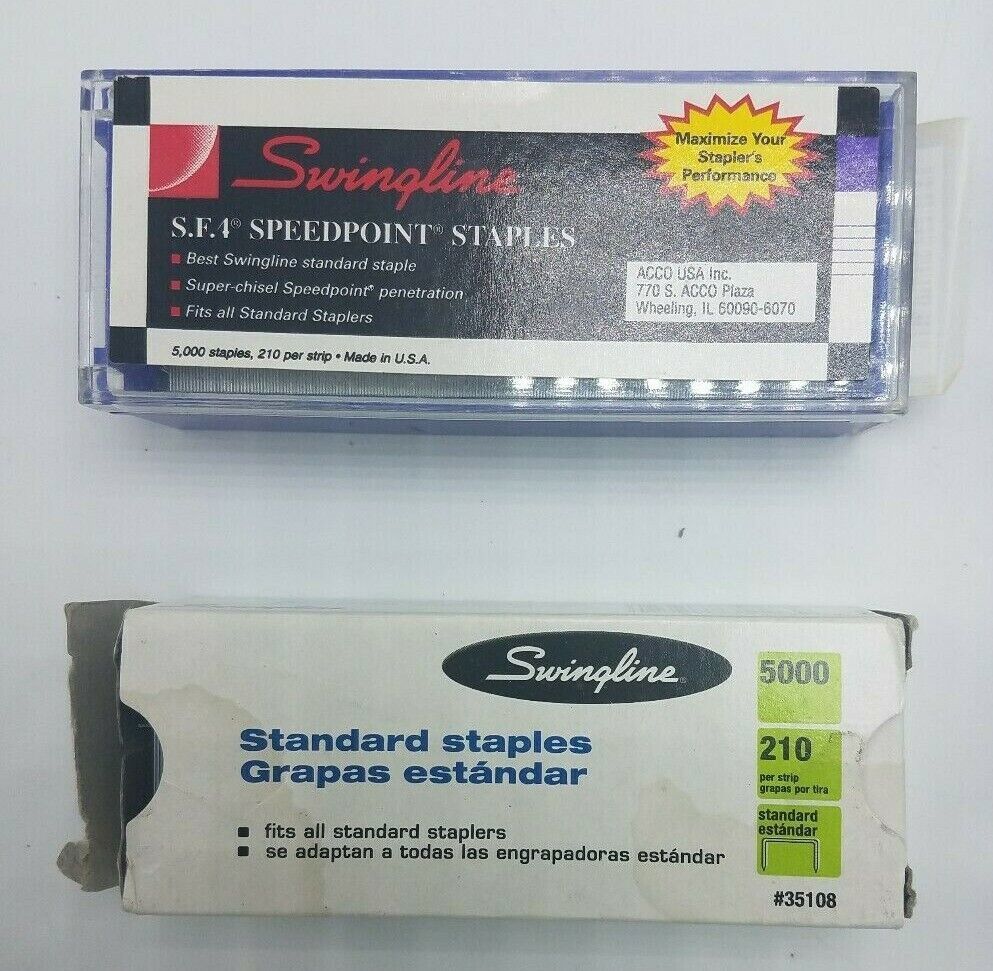 Swingline
Maximize Your
Stapler's
Performance
S.F.4® SPEEDPOINT® STAPLES
Best Swingline standard staple
Super-chisel Speedpoint® penetration
Fits all Standard Staplers
ACCO USA Inc.
770 S. ACCO Plaza
Wheeling, IL 60090-6070
5,000 staples, 210 per strip • Made in U.S.A.
Swingline®
5000
Standard staples
Grapas estándar
210
per strip
grapas por tira
standard
estándar
fits all standard staplers
se adaptan a todas las engrapadoras estándar
#35108